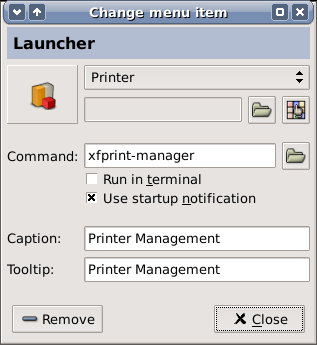 Change menu item
Launcher
Printer
Command: xfprint-manager
Run in terminal
Use startup notification
Caption: Printer Management
Tooltip: Printer Management
Remove Close